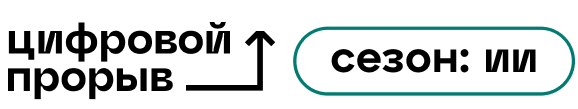 цифровой
прорыв
сезон: ии